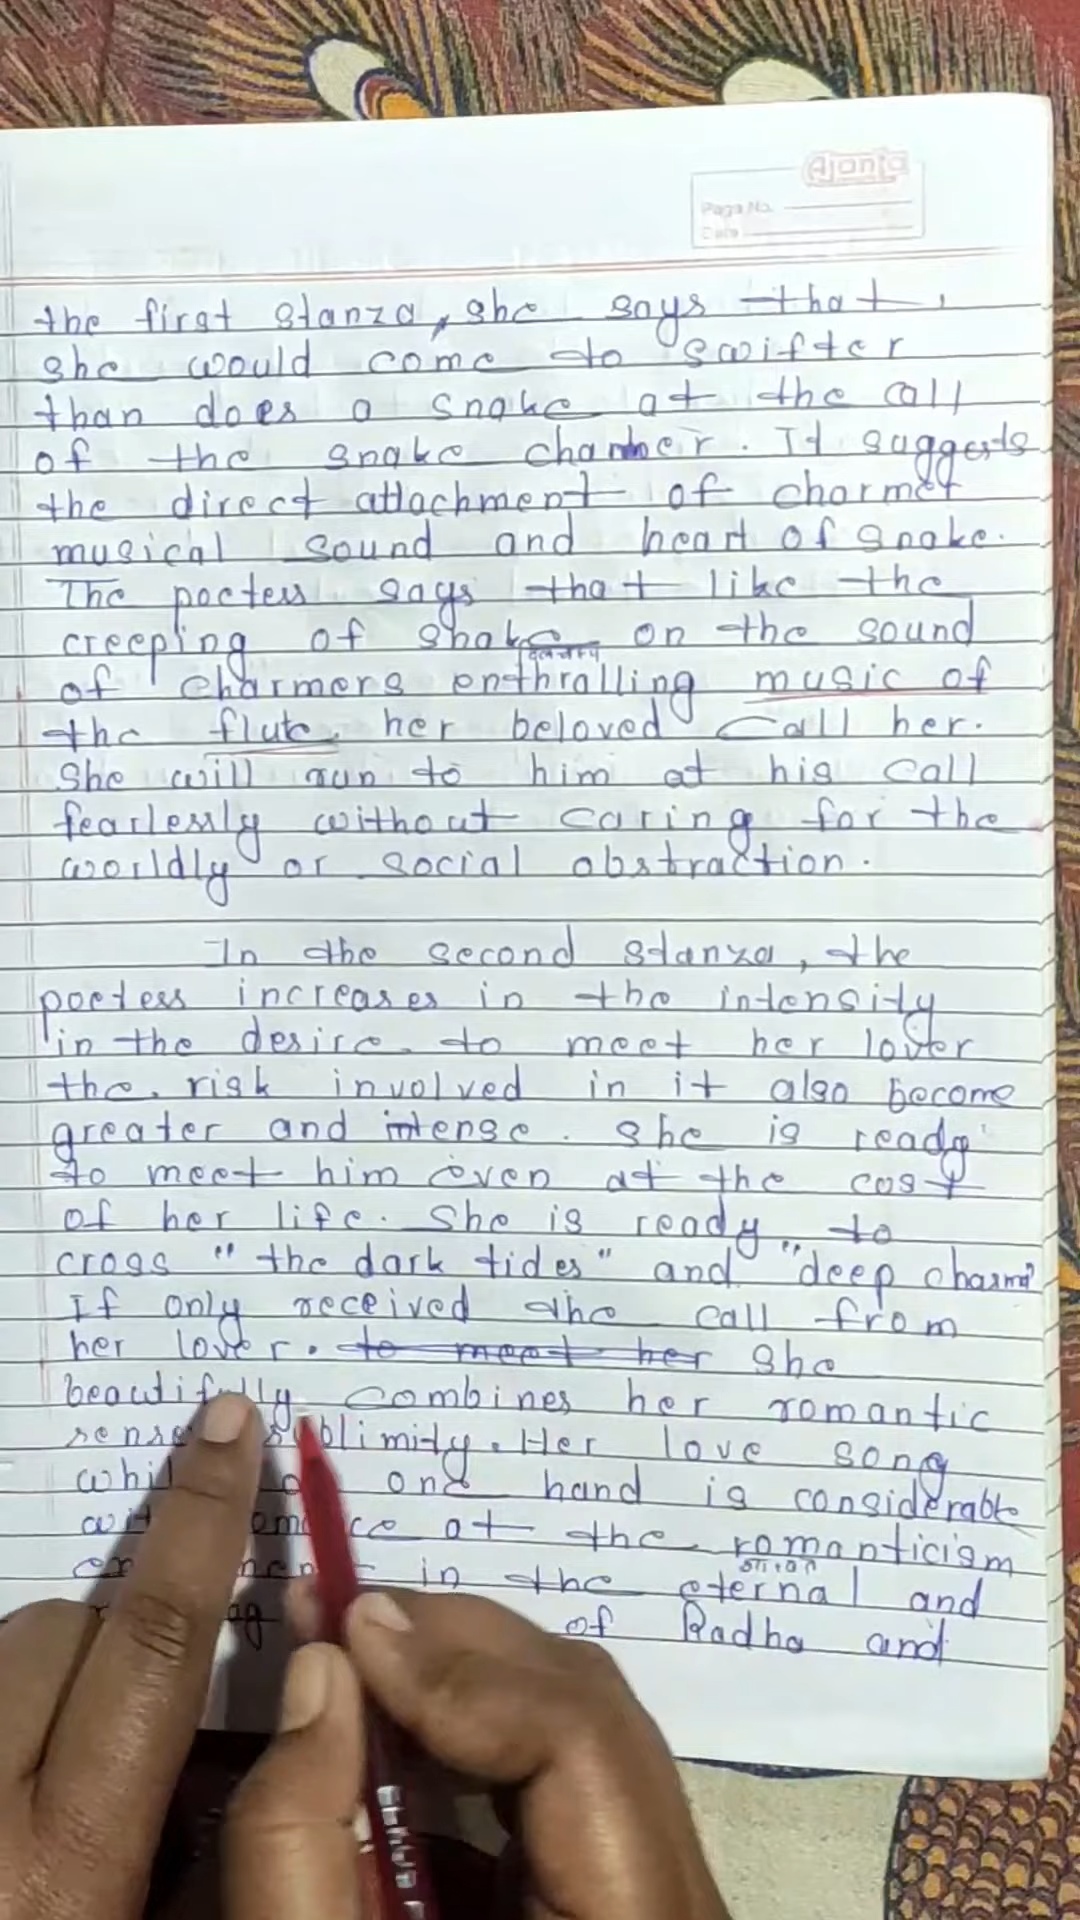 Ajanta
Page No.
Date
the first stanza, she says that,
she would come to swifter
than does a snake at the call
of the snake charmer. It suggests
the direct attachment of charmer
musical sound and heart of snake.
The poetess says that like the
creeping of snake on the sound
of charmers enthralling music of
the flute, her beloved call her.
She will run to him at his call
fearlessly without caring for the
worldly or social obstraction.
In the second stanza, the
poetess increases in the intensity
in the desire to meet her lover
the risk involved in it also become
greater and intense. She is ready
to meet him even at the cost
of her life. She is ready to
cross "the dark tides" and "deep
If only received the call from
her lover. to meet her She
beautifully combines her romantic
sense sublimity. Her love song
one hand is considerable
at the romanticism
in the eternal and
of Radha and